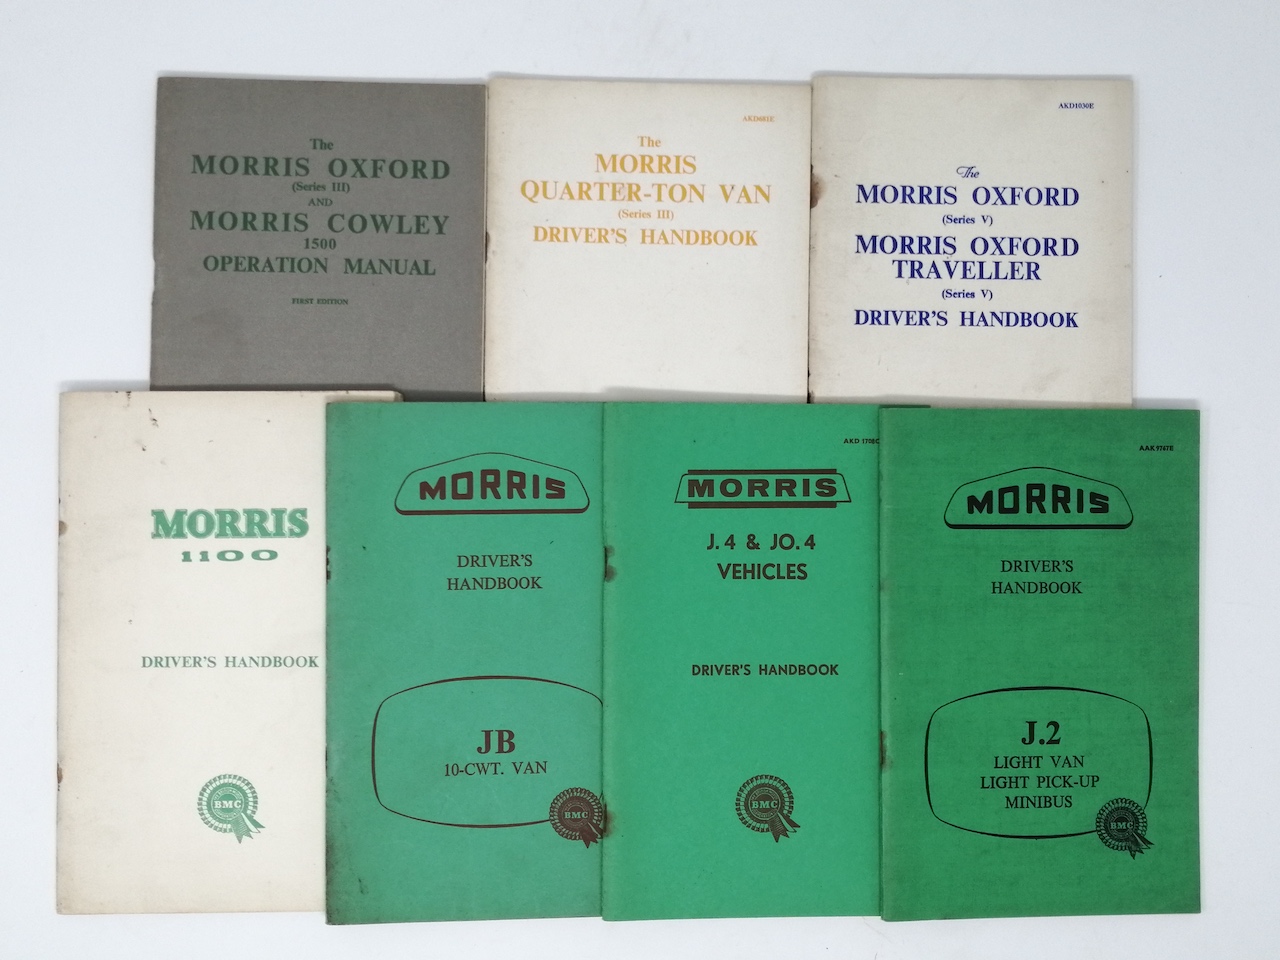 The
MORRIS OXFORD
(Series III)
AND
MORRIS COWLEY
1500
OPERATION MANUAL
FIRST EDITION
AKD681E
The
MORRIS
QUARTER-TON VAN
(Series III)
DRIVER'S HANDBOOK
AKD1030E
The
MORRIS OXFORD
(Series V)
MORRIS OXFORD
TRAVELLER
(Series V)
DRIVER'S HANDBOOK
MORRIS
1100
DRIVER'S HANDBOOK
BMC
MORRIS
DRIVER'S
HANDBOOK
JB
10-CWT. VAN
BMC
MORRIS
J.4 & JO.4
VEHICLES
DRIVER'S HANDBOOK
BMC
AAK9767E
MORRIS
DRIVER'S
HANDBOOK
J.2
LIGHT VAN
LIGHT PICK-UP
MINIBUS
BMC